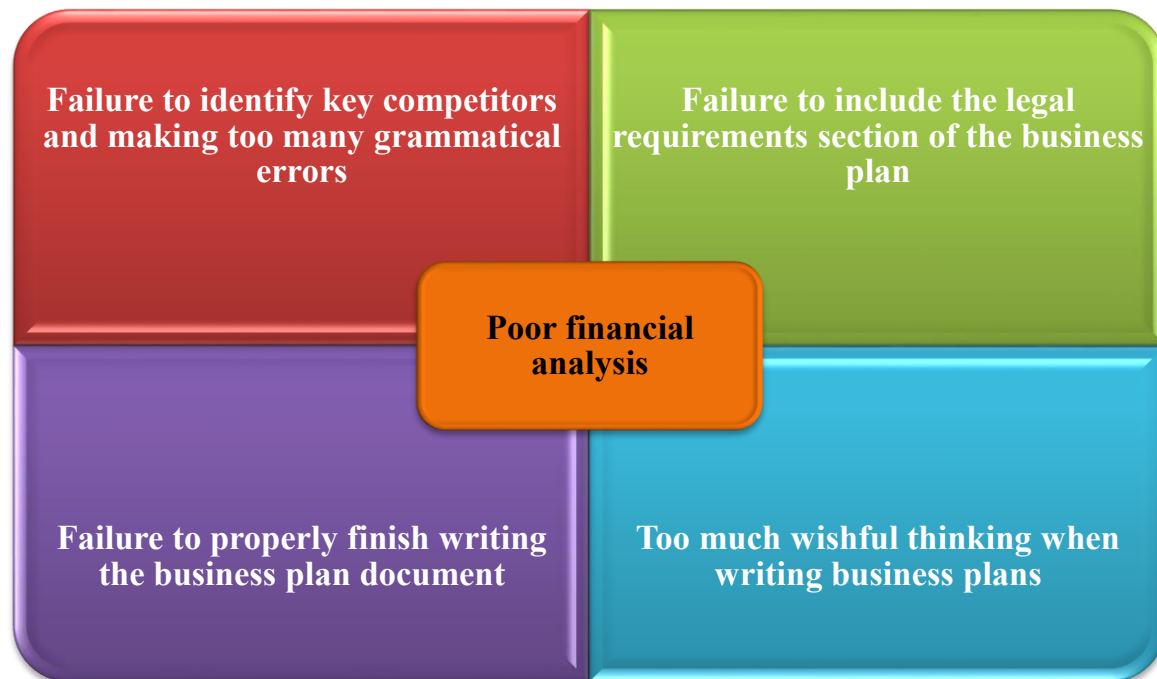 Failure to identify key competitors
and making too many grammatical
errors
Failure to include the legal
requirements section of the business
plan
Poor financial
analysis
Failure to properly finish writing
the business plan document
Too much wishful thinking when
writing business plans